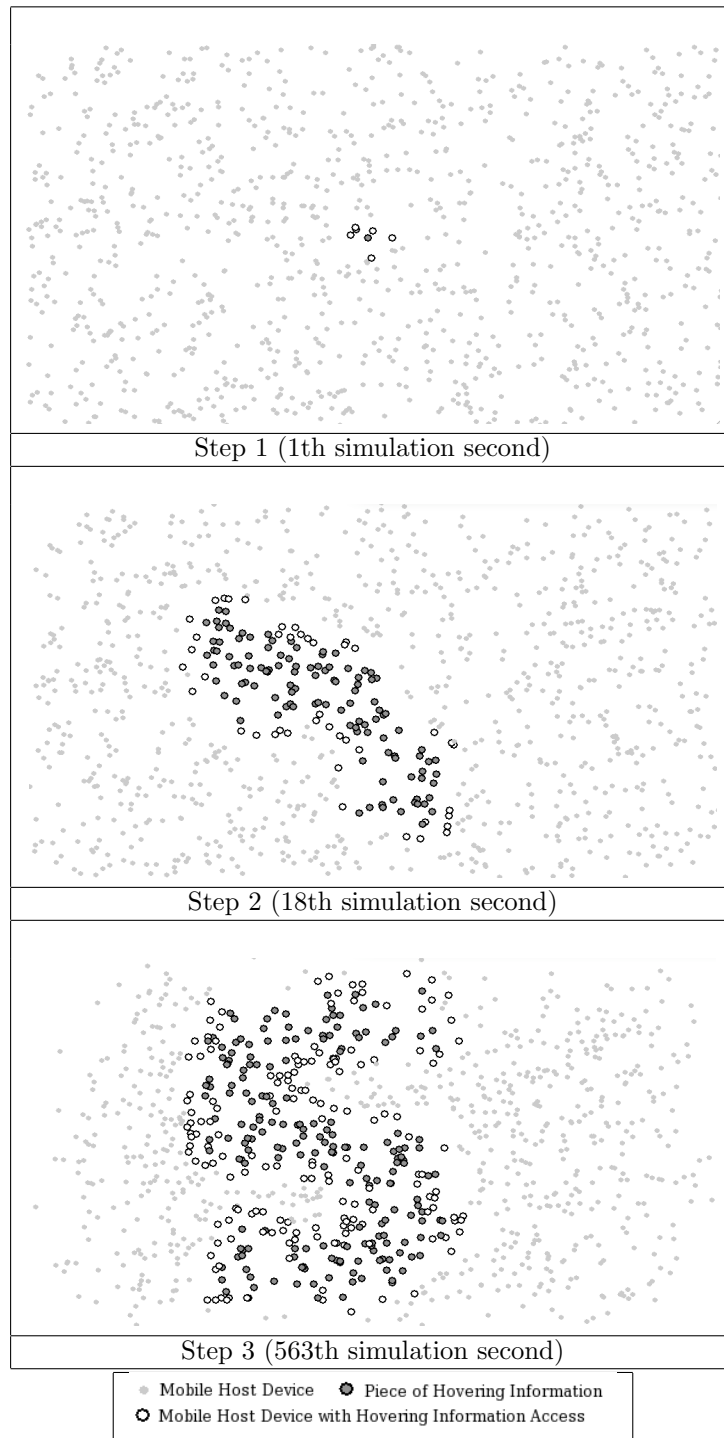 Step 1 (1th simulation second)
Step 2 (18th simulation second)
Step 3 (563th simulation second)
Mobile Host Device Piece of Hovering Information
Mobile Host Device with Hovering Information Access